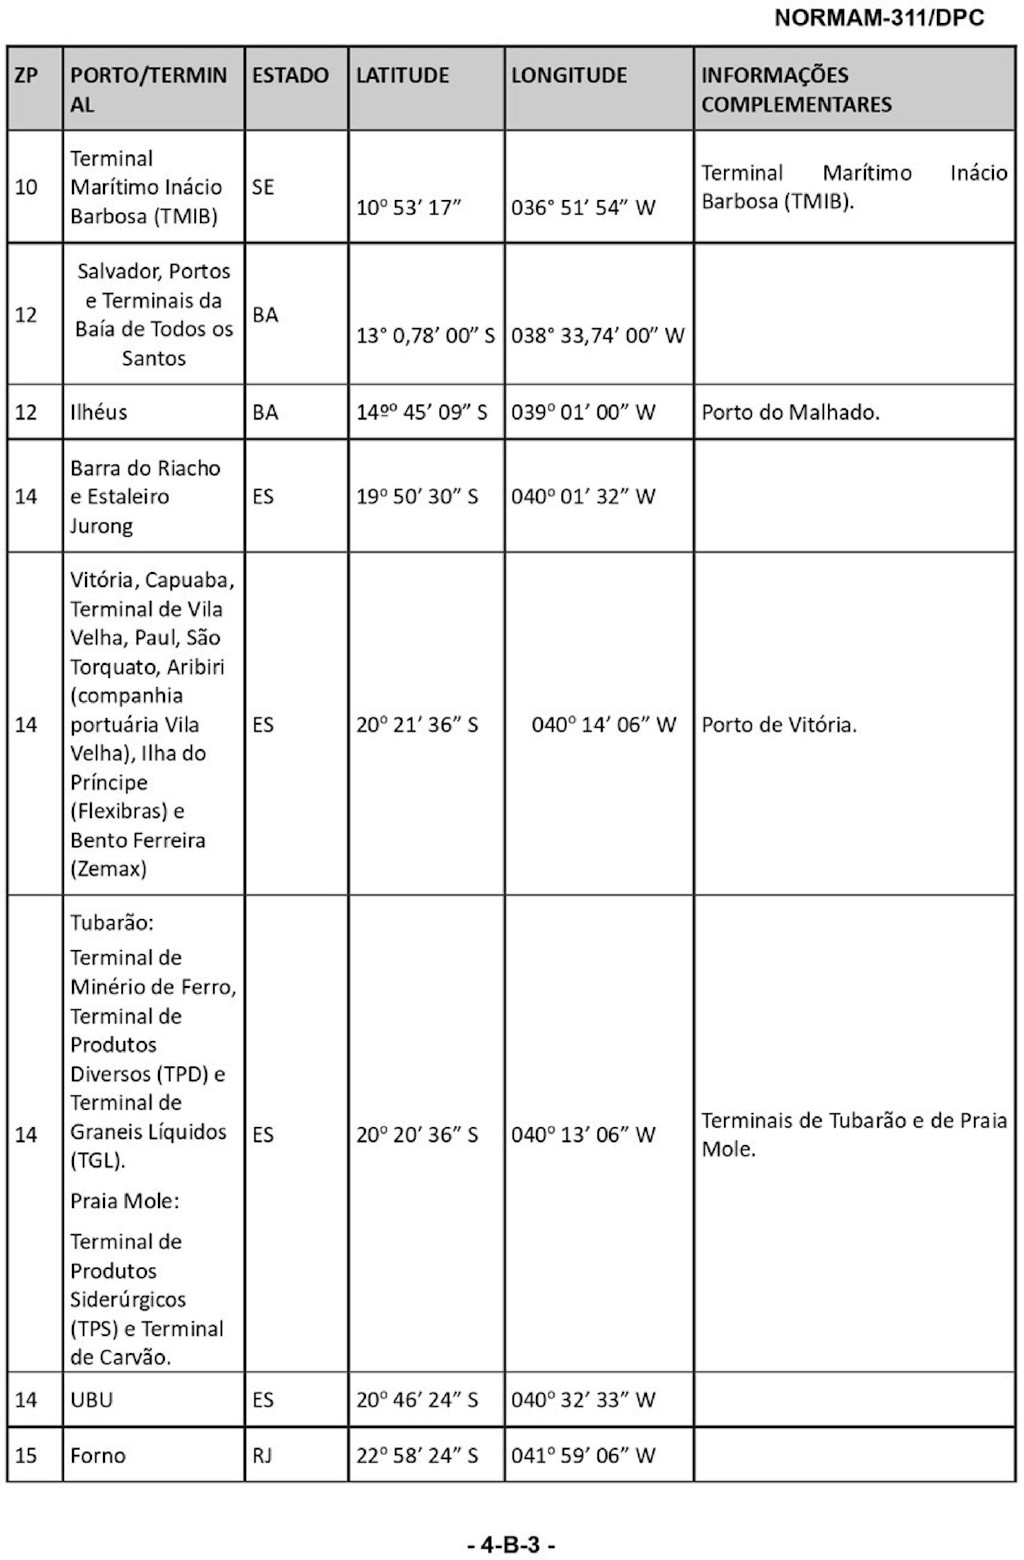 NORMAM-311/DPC
ZP PORTO/TERMIN ESTADO LATITUDE LONGITUDE INFORMAÇÕES
AL COMPLEMENTARES
Terminal
Marítimo Inácio
Barbosa (TMIB)
10 SE 10º 53′ 17″ 036° 51′ 54″ W
Terminal Marítimo Inácio
Barbosa (TMIB).
Salvador, Portos
e Terminais da
Baía de Todos os
Santos
12 BA 13° 0,78′ 00″ S 038° 33,74′ 00″ W
12 Ilhéus BA 14ºº 45′ 09″ S 039º 01′ 00″ W Porto do Malhado.
Barra do Riacho
14 e Estaleiro ES 19º 50′ 30″ S 040º 01′ 32″ W
Jurong
Vitória, Capuaba,
Terminal de Vila
Velha, Paul, São
Torquato, Aribiri
(companhia
14 portuária Vila ES 20º 21′ 36″ S 040º 14′ 06″ W Porto de Vitória.
Velha), Ilha do
Príncipe
(Flexibras) e
Bento Ferreira
(Zemax)
Tubarão:
Terminal de
Minério de Ferro,
Terminal de
Produtos
Diversos (TPD) e
Terminal de
14 Graneis Líquidos ES 20º 20′ 36″ S 040º 13′ 06″ W
(TGL).
Praia Mole:
Terminal de
Produtos
Siderúrgicos
(TPS) e Terminal
de Carvão.
Terminais de Tubarão e de Praia
Mole.
14 UBU ES 20º 46′ 24″ S 040º 32′ 33″ W
15 Forno RJ 22º 58′ 24″ S 041º 59′ 06″ W
- 4-B-3 -